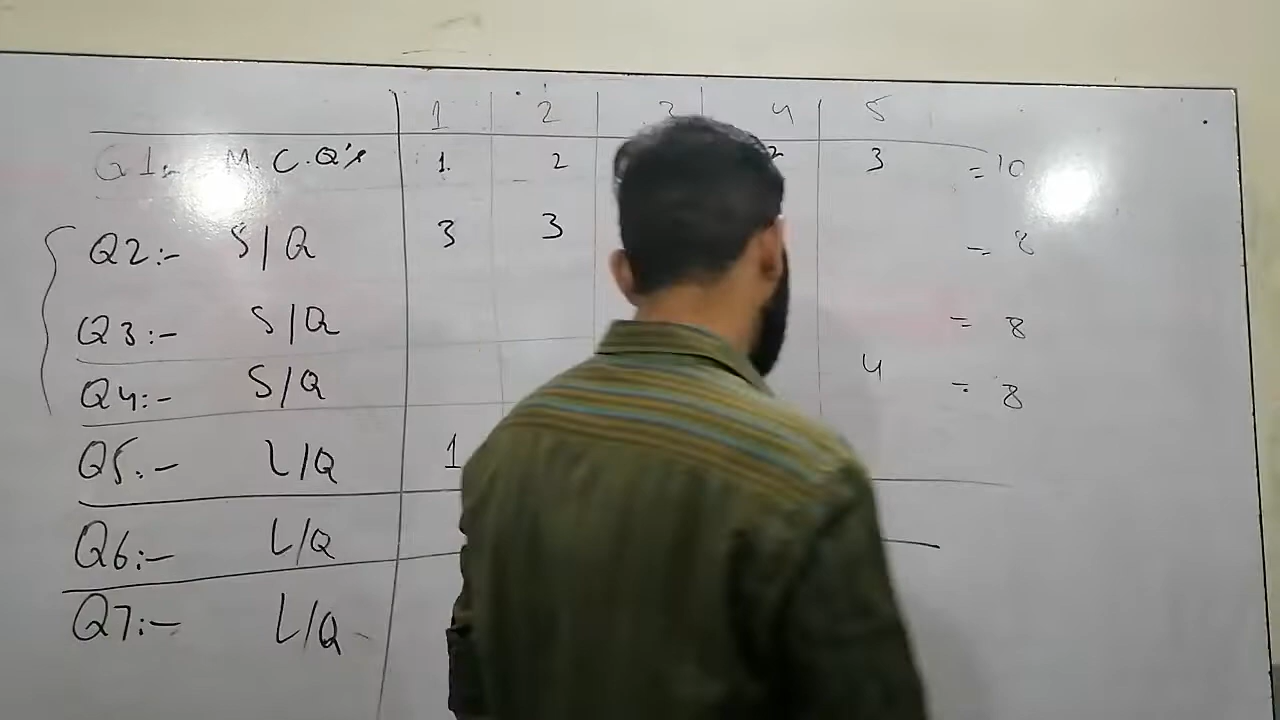 1 2 3 4 5
Q1:- M.C.Q's 1. 2 2 3 = 10
Q2:- S/Q 3 3 = 8
Q3:- S/Q = 8
Q4:- S/Q 4 = 8
Q5:- L/Q 1
Q6:- L/Q
Q7:- L/Q